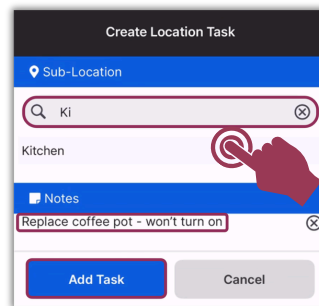 Create Location Task
Sub-Location
Ki
Kitchen
Notes
Replace coffee pot - won't turn on
Add Task
Cancel